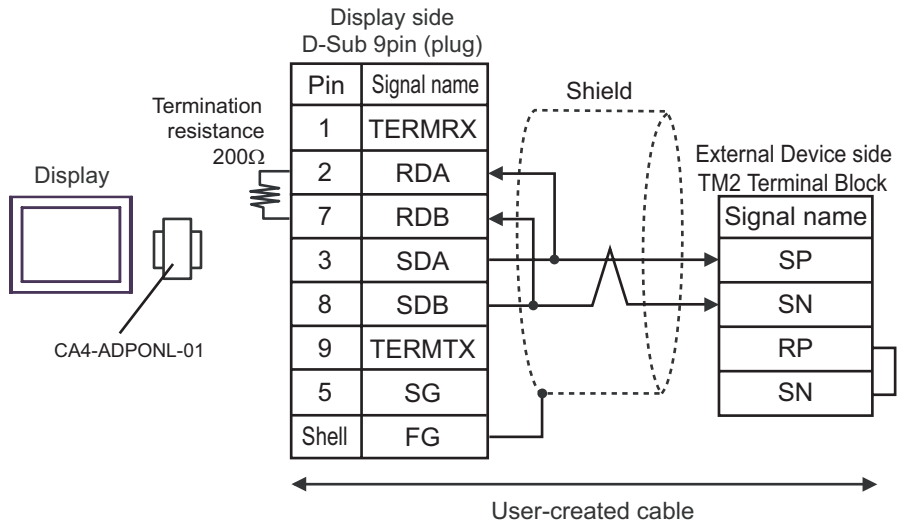 Display side
D-Sub 9pin (plug)
Pin Signal name
1 TERMRX
2 RDA
7 RDB
3 SDA
8 SDB
9 TERMTX
5 SG
Shell FG
Termination
resistance
200Ω
Display
CA4-ADPONL-01
Shield
External Device side
TM2 Terminal Block
Signal name
SP
SN
RP
SN
User-created cable